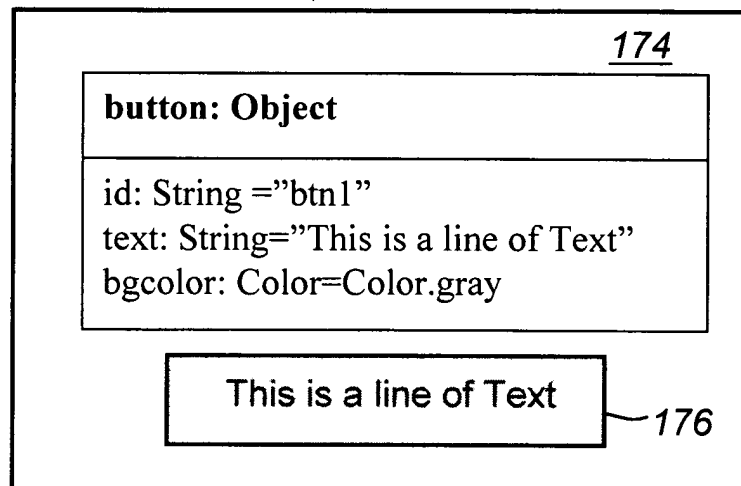 174
button: Object
id: String =”btn1”
text: String=”This is a line of Text”
bgcolor: Color=Color.gray
This is a line of Text
176